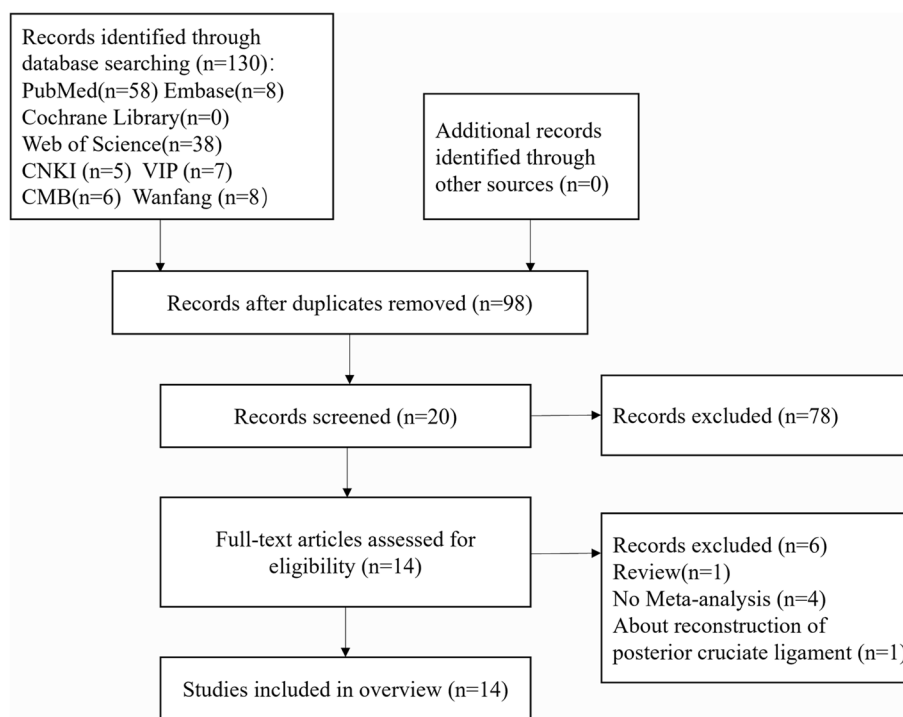 Records identified through
database searching (n=130)：
PubMed(n=58) Embase(n=8)
Cochrane Library(n=0)
Web of Science(n=38)
CNKI (n=5) VIP (n=7)
CMB(n=6) Wanfang (n=8）
Additional records
identified through
other sources (n=0)
Records after duplicates removed (n=98)
Records screened (n=20)
Records excluded (n=78)
Full-text articles assessed for
eligibility (n=14)
Records excluded (n=6)
Review(n=1)
No Meta-analysis (n=4)
About reconstruction of
posterior cruciate ligament (n=1)
Studies included in overview (n=14)